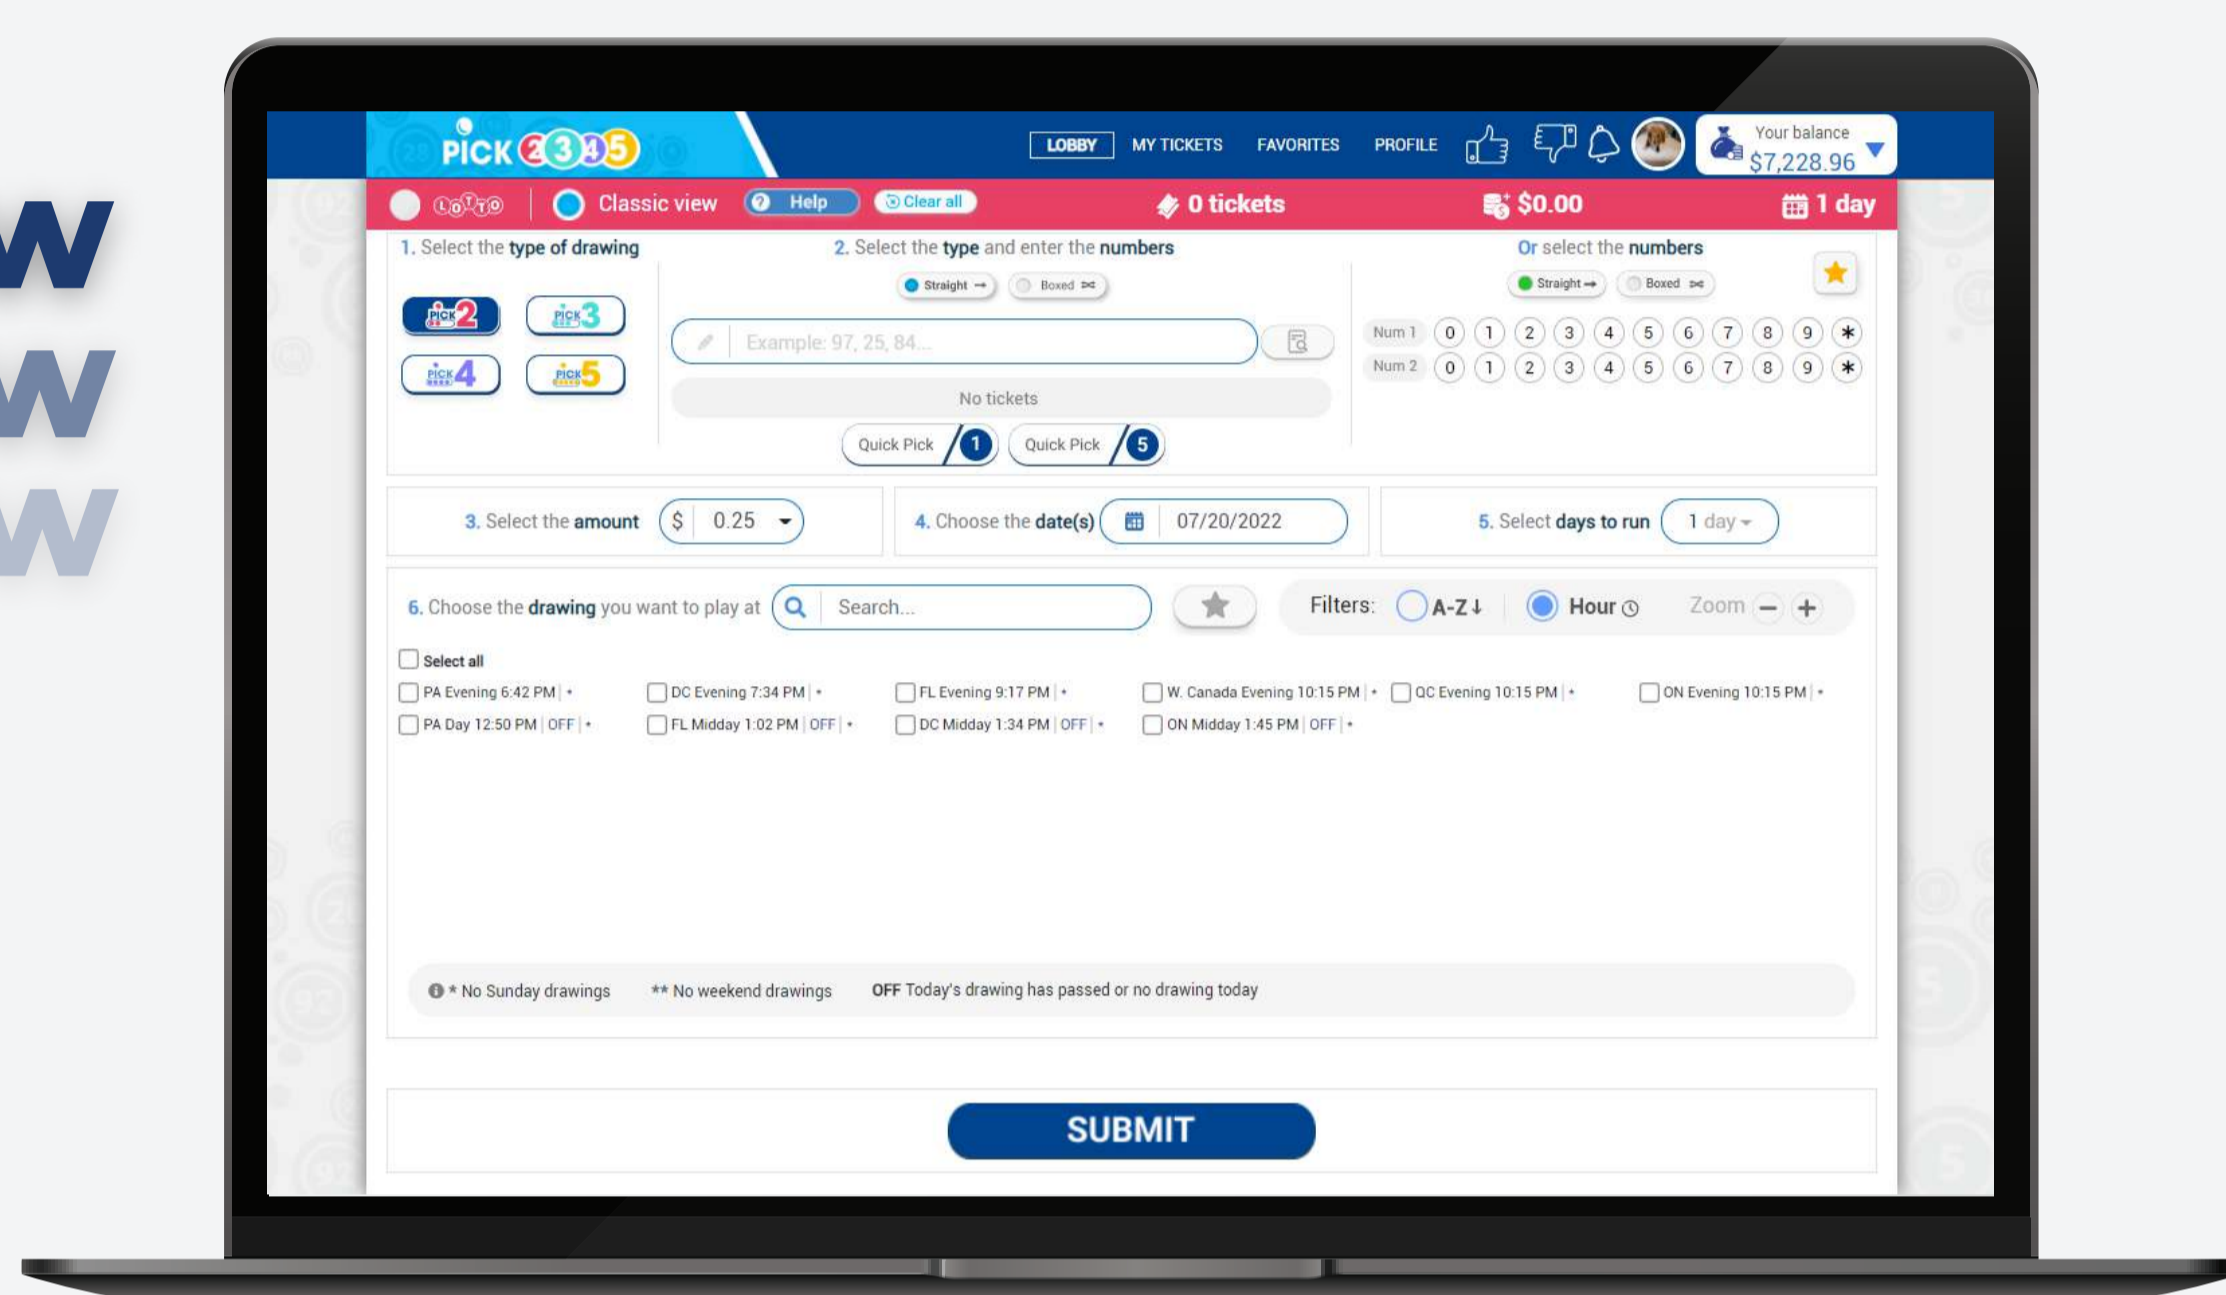 W
W
W
PICK 2345
LOBBY MY TICKETS FAVORITES PROFILE
Your balance
$7,228.96
LOTTO Classic view ? Help Clear all 0 tickets $0.00 1 day
1. Select the type of drawing
PICK 2 PICK 3
PICK 4 PICK 5
2. Select the type and enter the numbers
Straight → Boxed
Example: 97, 25, 84...
No tickets
Quick Pick 1 Quick Pick 5
Or select the numbers
Straight → Boxed
Num 1 0 1 2 3 4 5 6 7 8 9 *
Num 2 0 1 2 3 4 5 6 7 8 9 *
3. Select the amount $ 0.25
4. Choose the date(s) 07/20/2022
5. Select days to run 1 day
6. Choose the drawing you want to play at Search... Filters: A-Z ↓ Hour Zoom − +
Select all
PA Evening 6:42 PM | * DC Evening 7:34 PM | * FL Evening 9:17 PM | * W. Canada Evening 10:15 PM | * QC Evening 10:15 PM | * ON Evening 10:15 PM | *
PA Day 12:50 PM | OFF | * FL Midday 1:02 PM | OFF | * DC Midday 1:34 PM | OFF | * ON Midday 1:45 PM | OFF | *
* No Sunday drawings ** No weekend drawings OFF Today's drawing has passed or no drawing today
SUBMIT